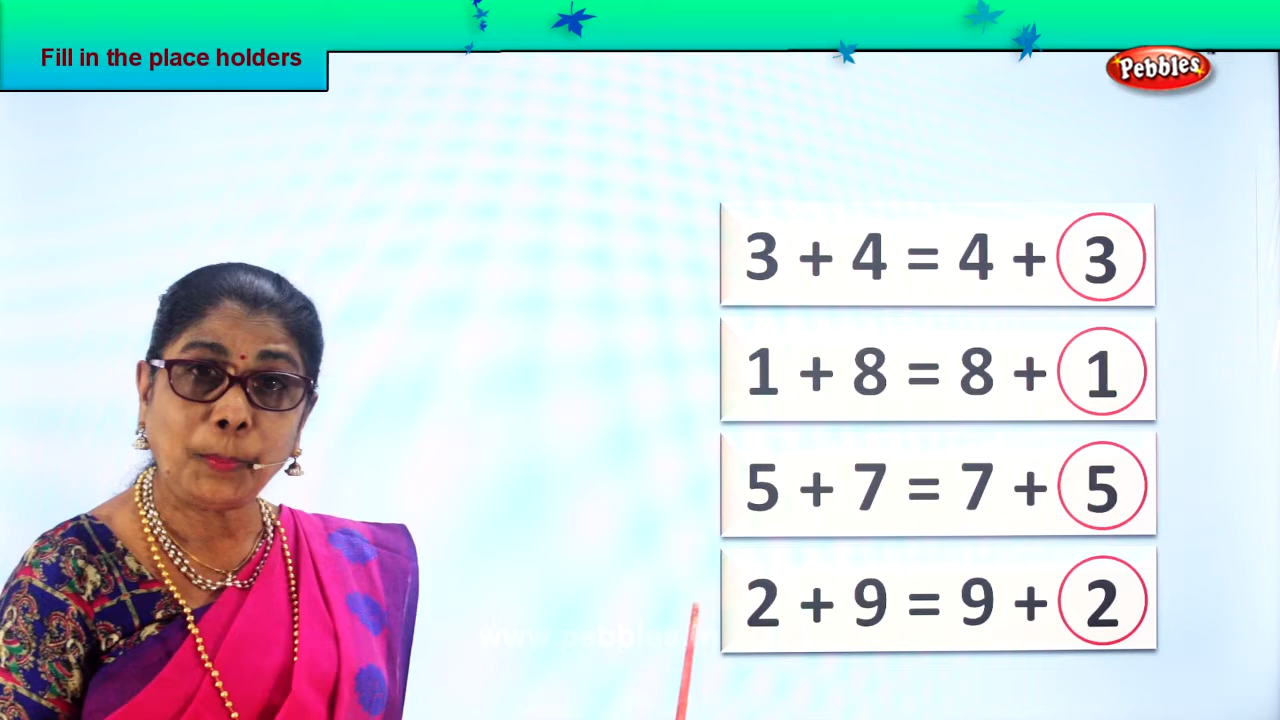 Fill in the place holders
Pebbles
3 + 4 = 4 + 3
1 + 8 = 8 + 1
5 + 7 = 7 + 5
2 + 9 = 9 + 2